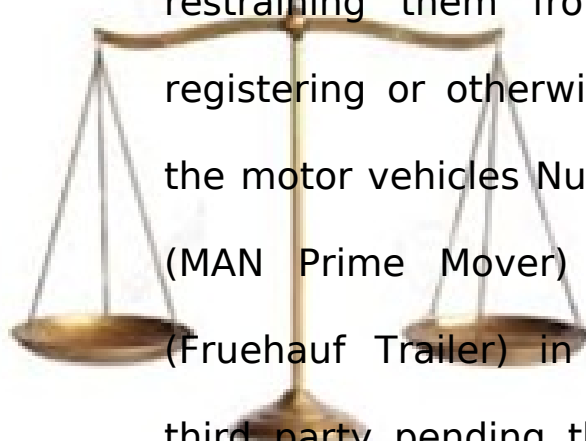 restraining them fro
registering or otherwi
the motor vehicles Nu
(MAN Prime Mover)
(Fruehauf Trailer) in
third party pending th